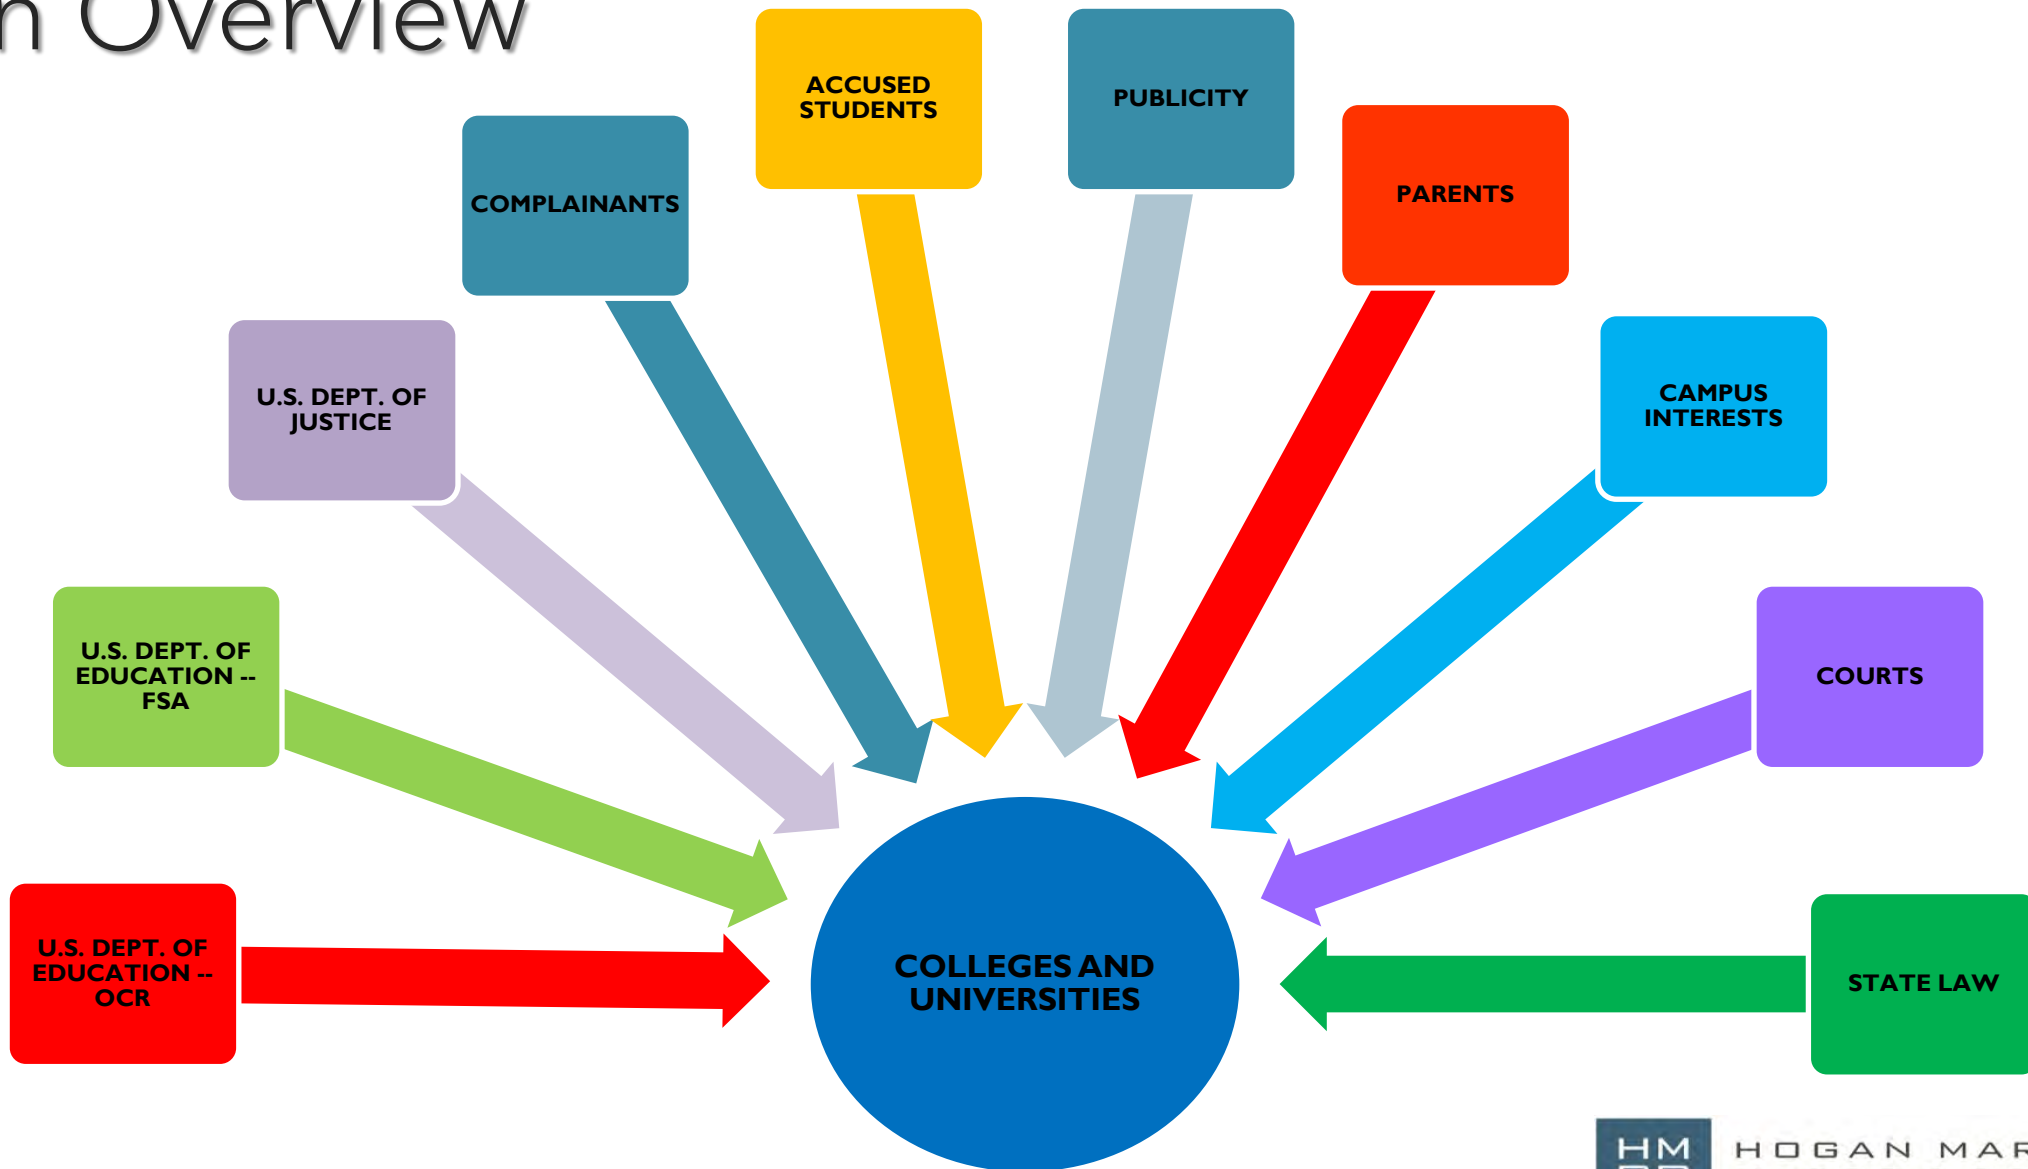 n Overview
ACCUSED
STUDENTS
PUBLICITY
COMPLAINANTS
PARENTS
U.S. DEPT. OF
JUSTICE
CAMPUS
INTERESTS
U.S. DEPT. OF
EDUCATION --
FSA
COURTS
U.S. DEPT. OF
EDUCATION --
OCR
COLLEGES AND
UNIVERSITIES
STATE LAW
HM
HOGAN MAR